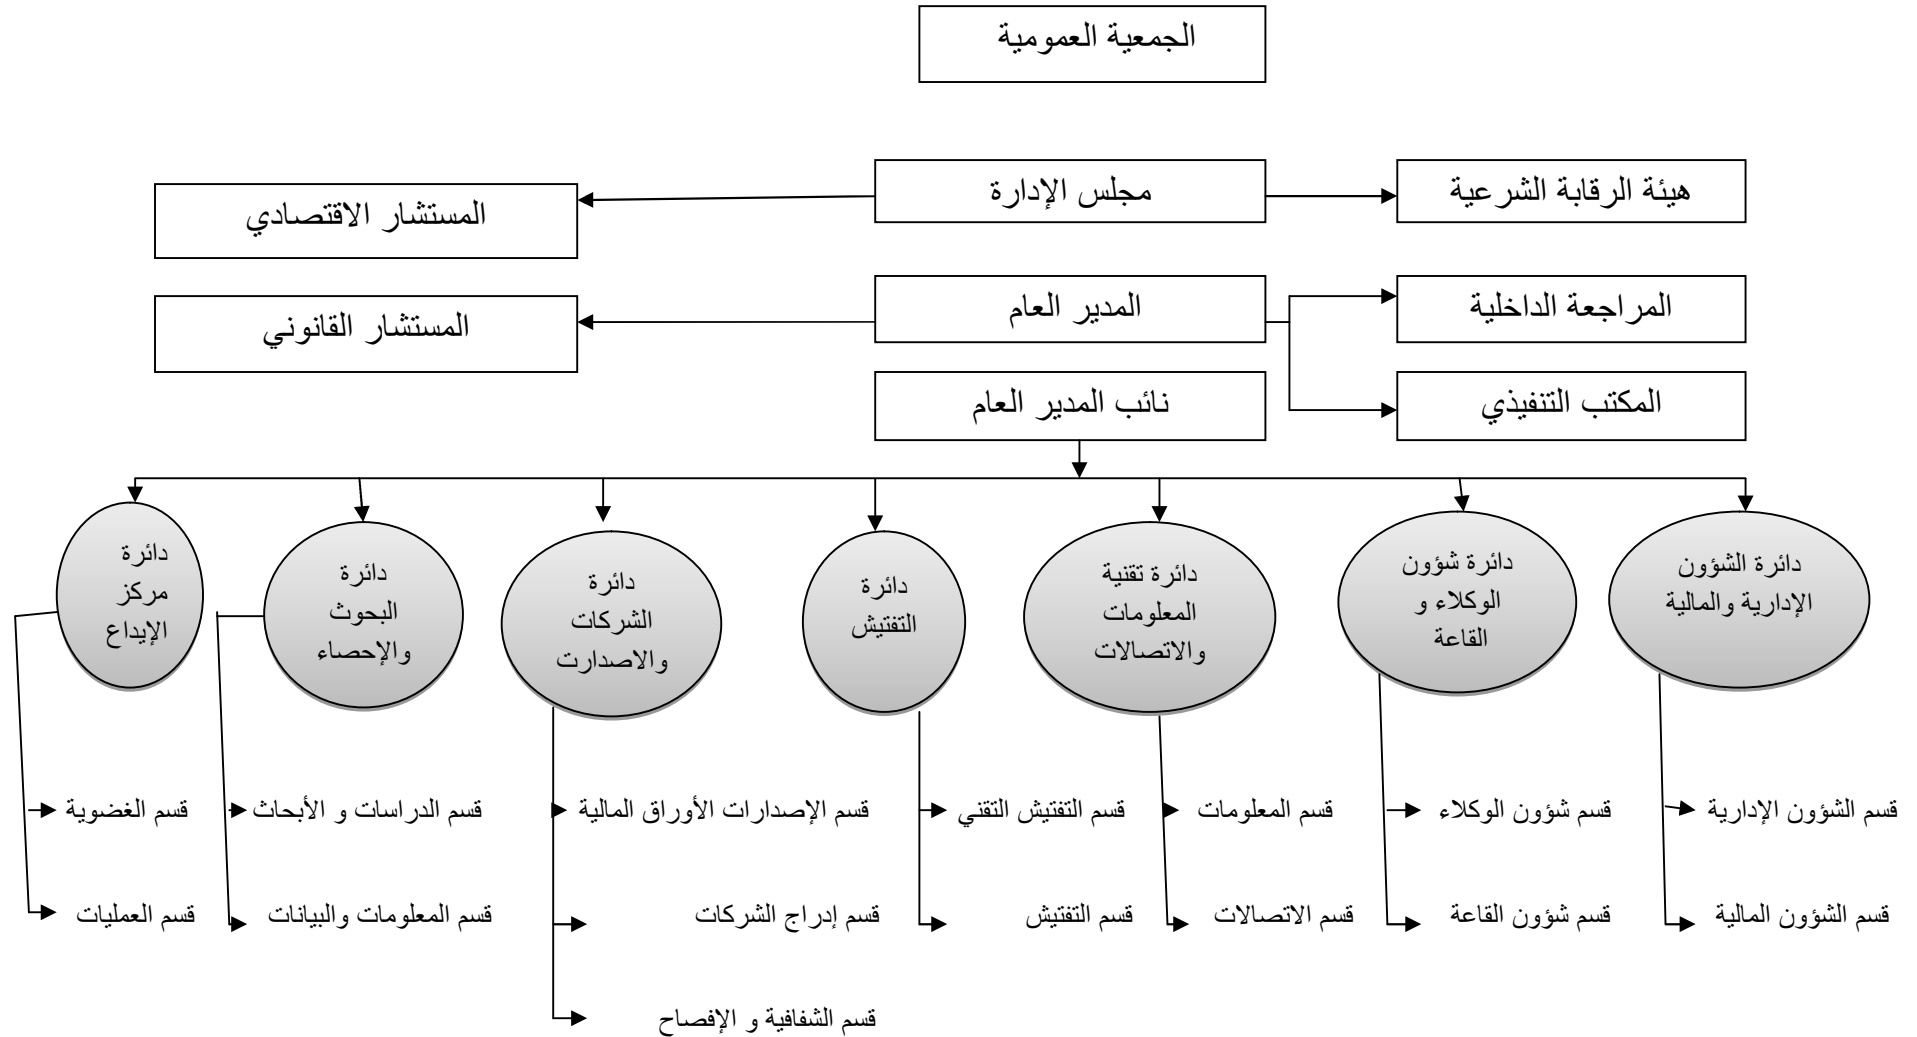 الجمعية العمومية
هيئة الرقابة الشرعية
مجلس الإدارة
المستشار الاقتصادي
المراجعة الداخلية
المدير العام
المستشار القانوني
المكتب التنفيذي
نائب المدير العام
دائرة الشؤون
الإدارية والمالية
دائرة شؤون
الوكلاء و
القاعة
دائرة تقنية
المعلومات
والاتصالات
دائرة
التفتيش
دائرة
الشركات
والاصدارت
دائرة
البحوث
والإحصاء
دائرة
مركز
الإيداع
قسم الشؤون الإدارية
قسم شؤون الوكلاء
قسم المعلومات
قسم التفتيش التقني
قسم الإصدارات الأوراق المالية
قسم الدراسات و الأبحاث
قسم الغضوية
قسم الشؤون المالية
قسم شؤون القاعة
قسم الاتصالات
قسم التفتيش
قسم إدراج الشركات
قسم المعلومات والبيانات
قسم العمليات
قسم الشفافية و الإفصاح